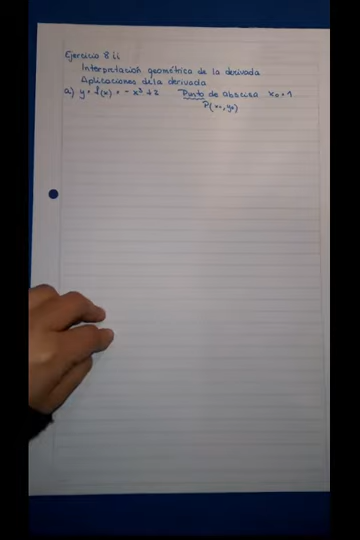 Ejercicio 8 ii
Interpretación geométrica de la derivada
Aplicaciones de la derivada
a) y = f(x) = - x³ + 2 Punto de abscisa x₀ = 1
P(x₀, y₀)